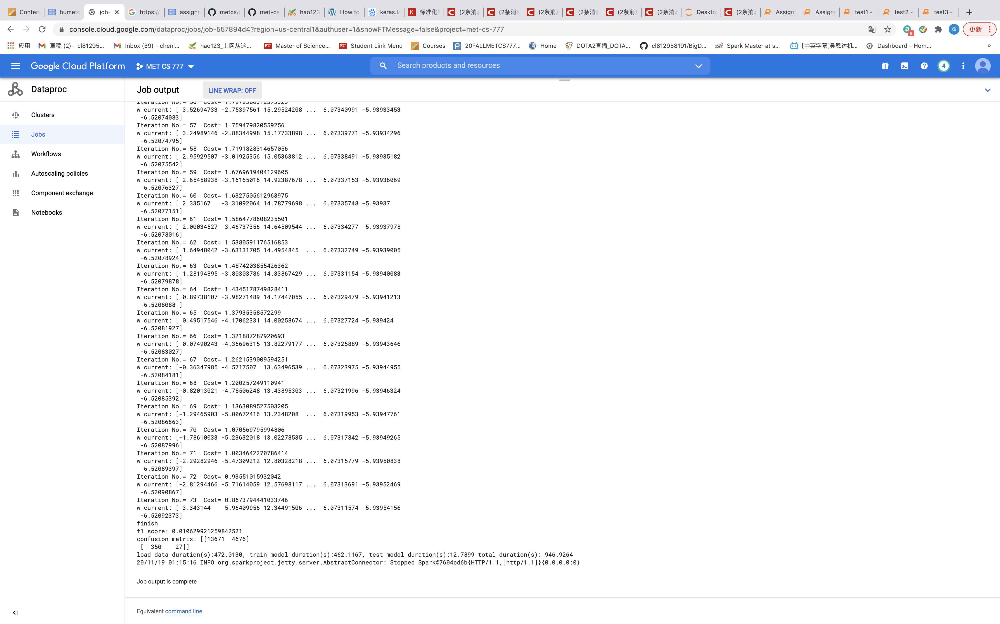 Conten
bumetc
job-
https://
assignn
metcs/r
met-cs
hao123
How to
keras.la
标准化
(2条消
(2条消
(2条消
(2条消
(2条消
(2条消
Deskto
(2条消
Assignr
Assignr
test1 -
test2 -
test3 -
console.cloud.google.com/dataproc/jobs/job-557894d4?region=us-central1&authuser=1&showFTMessage=false&project=met-cs-777
9
更新
应用
草稿 (2) - cl81295...
Inbox (39) - chenl...
hao123_上网从这...
Master of Science...
Student Link Menu
Courses
20FALLMETCS777...
Home
DOTA2直播_DOTA...
cl812958191/BigD...
Spark Master at s...
[中英字幕]吴恩达机...
Dashboard – Hom...
»
Google Cloud Platform
MET CS 777
Search products and resources
4
Dataproc
Clusters
Jobs
Workflows
Autoscaling policies
Component exchange
Notebooks
Job output
LINE WRAP: OFF
Iteration No.= 56  Cost= 1.7979380312373323
w current: [ 3.52694733 -2.75397561 15.29524208 ...  6.07340991 -5.93933453
 -6.52074083]
Iteration No.= 57  Cost= 1.759479820559256
w current: [ 3.24989146 -2.88344998 15.17733898 ...  6.07339771 -5.93934296
 -6.52074795]
Iteration No.= 58  Cost= 1.7191828314657056
w current: [ 2.95929507 -3.01925356 15.05363812 ...  6.07338491 -5.93935182
 -6.52075542]
Iteration No.= 59  Cost= 1.6769619404129605
w current: [ 2.65458938 -3.16165016 14.92387678 ...  6.07337153 -5.93936069
 -6.52076327]
Iteration No.= 60  Cost= 1.6327505612963975
w current: [ 2.335167   -3.31092064 14.78779698 ...  6.07335748 -5.93937
 -6.52077151]
Iteration No.= 61  Cost= 1.5864778608235501
w current: [ 2.00034527 -3.46737356 14.64509544 ...  6.07334277 -5.93937978
 -6.52078016]
Iteration No.= 62  Cost= 1.5380591176516853
w current: [ 1.64948042 -3.63131705 14.4954845  ...  6.07332749 -5.93939005
 -6.52078924]
Iteration No.= 63  Cost= 1.4874203855426362
w current: [ 1.28194895 -3.80303786 14.33867429 ...  6.07331154 -5.93940083
 -6.52079878]
Iteration No.= 64  Cost= 1.4345178749828411
w current: [ 0.89738107 -3.98271489 14.17447055 ...  6.07329479 -5.93941213
 -6.5208088 ]
Iteration No.= 65  Cost= 1.37935358572299
w current: [ 0.49517546 -4.17062331 14.00258674 ...  6.07327724 -5.939424
 -6.52081927]
Iteration No.= 66  Cost= 1.321887287920693
w current: [ 0.07490243 -4.36696315 13.82279177 ...  6.07325889 -5.93943646
 -6.52083027]
Iteration No.= 67  Cost= 1.2621539009594251
w current: [-0.36347985 -4.5717507  13.63496539 ...  6.07323975 -5.93944955
 -6.52084181]
Iteration No.= 68  Cost= 1.200257249110941
w current: [-0.82013021 -4.78506248 13.43895303 ...  6.07321996 -5.93946324
 -6.52085392]
Iteration No.= 69  Cost= 1.1363089527503205
w current: [-1.29465903 -5.00672416 13.2348208  ...  6.07319953 -5.93947761
 -6.52086663]
Iteration No.= 70  Cost= 1.070569795994806
w current: [-1.78610033 -5.23632018 13.02278535 ...  6.07317842 -5.93949265
 -6.52087996]
Iteration No.= 71  Cost= 1.0034642270786414
w current: [-2.29282946 -5.47309212 12.80328218 ...  6.07315779 -5.93950838
 -6.52089397]
Iteration No.= 72  Cost= 0.93551015932042
w current: [-2.81294466 -5.71614059 12.57698117 ...  6.07313691 -5.93952469
 -6.52090867]
Iteration No.= 73  Cost= 0.8673794441033746
w current: [-3.343144   -5.96409956 12.34491506 ...  6.07311574 -5.93954156
 -6.52092373]
finish
f1 score: 0.010629921259842521
confusion matrix: [[13671  4676]
 [  350    27]]
load data duration(s):472.0130, train model duration(s):462.1167, test model duration(s):12.7899 total duration(s): 946.9264
20/11/19 01:15:16 INFO org.sparkproject.jetty.server.AbstractConnector: Stopped Spark@7604cd6b{HTTP/1.1,[http/1.1]}{0.0.0.0:0}
Job output is complete
Equivalent command line